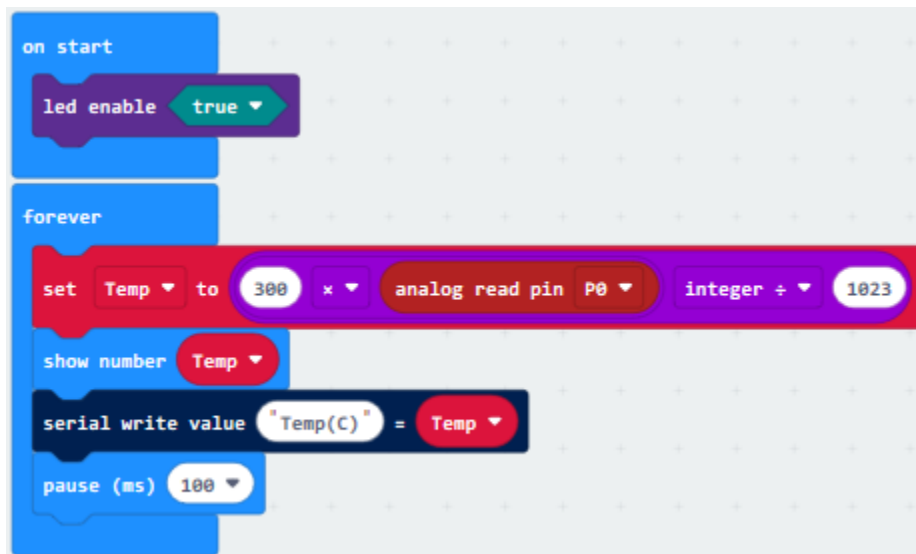 on start
led enable true
forever
set Temp to 300 × analog read pin P0 integer ÷ 1023
show number Temp
serial write value "Temp(C)" = Temp
pause (ms) 100